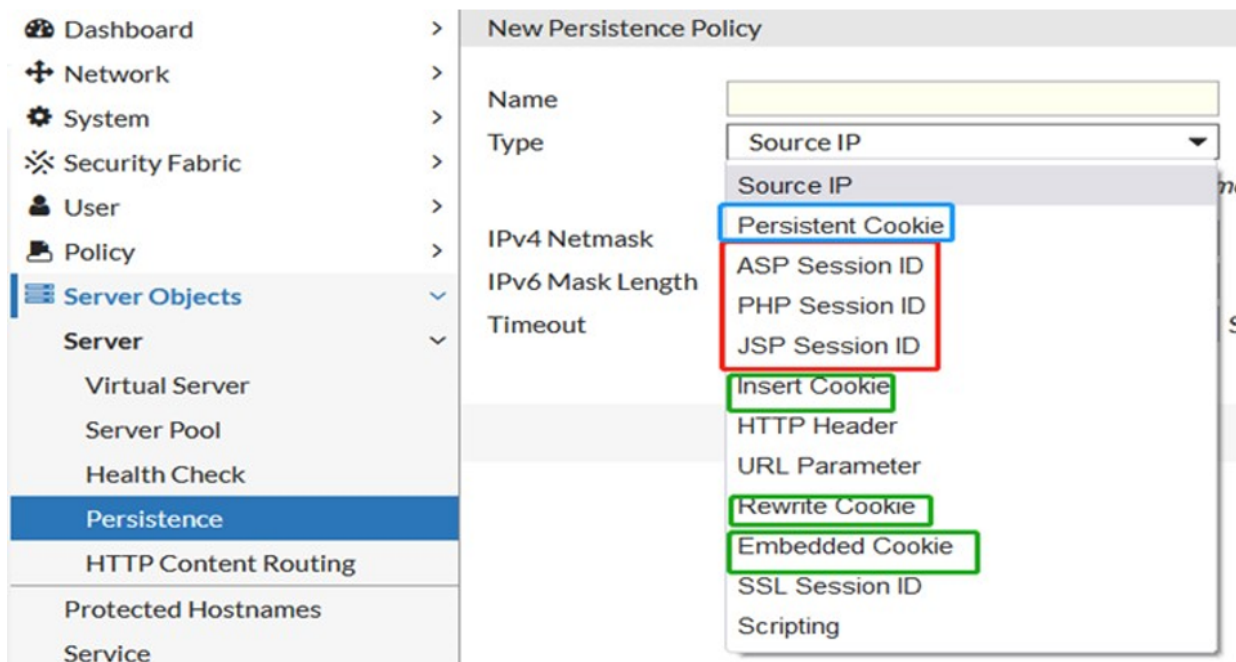 Dashboard
Network
System
Security Fabric
User
Policy
Server Objects
Server
Virtual Server
Server Pool
Health Check
Persistence
HTTP Content Routing
Protected Hostnames
Service
New Persistence Policy
Name
Type
Source IP
Source IP
Persistent Cookie
ASP Session ID
PHP Session ID
JSP Session ID
Insert Cookie
HTTP Header
URL Parameter
Rewrite Cookie
Embedded Cookie
SSL Session ID
Scripting
IPv4 Netmask
IPv6 Mask Length
Timeout